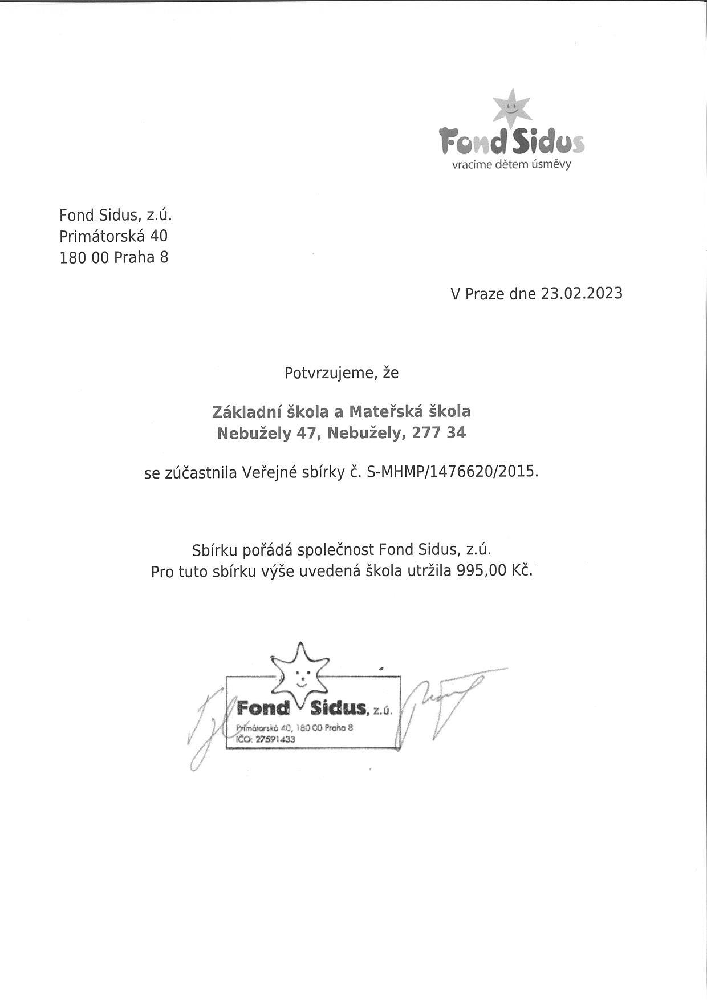 Fond Sidus
vracíme dětem úsměvy
Fond Sidus, z.ú.
Primátorská 40
180 00 Praha 8
V Praze dne 23.02.2023
Potvrzujeme, že
Základní škola a Mateřská škola
Nebužely 47, Nebužely, 277 34
se zúčastnila Veřejné sbírky č. S-MHMP/1476620/2015.
Sbírku pořádá společnost Fond Sidus, z.ú.
Pro tuto sbírku výše uvedená škola utržila 995,00 Kč.
Fond Sidus, z.ú.
Primátorská 40, 180 00 Praha 8
IČO: 27591433